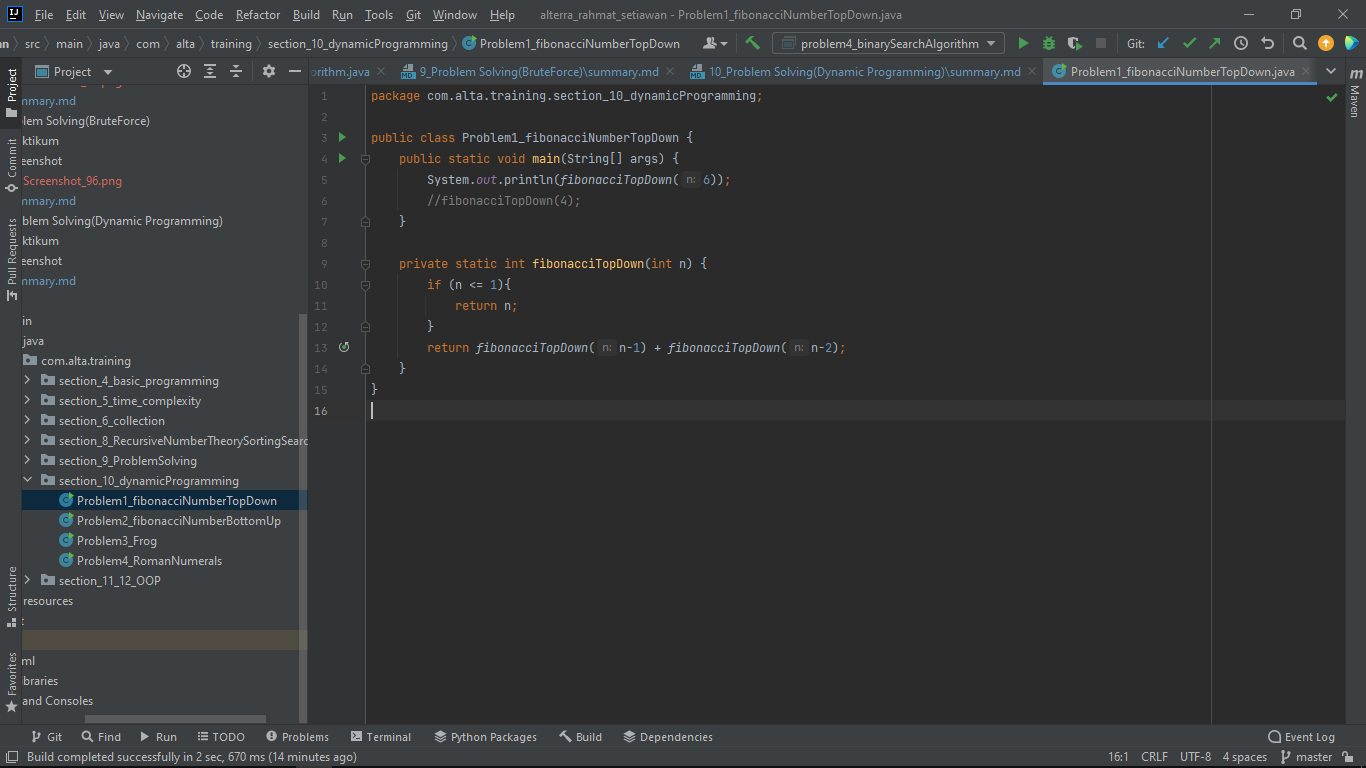 File Edit View Navigate Code Refactor Build Run Tools Git Window Help alterra_rahmat_setiawan - Problem1_fibonacciNumberTopDown.java
an src main java com alta training section_10_dynamicProgramming Problem1_fibonacciNumberTopDown problem4_binarySearchAlgorithm Git:
Project
orithm.java 9_Problem Solving(BruteForce)\summary.md 10_Problem Solving(Dynamic Programming)\summary.md Problem1_fibonacciNumberTopDown.java
Project
Commit
Pull Requests
Structure
Favorites
mmary.md
lem Solving(BruteForce)
ktikum
eenshot
Screenshot_96.png
mmary.md
blem Solving(Dynamic Programming)
ktikum
eenshot
mmary.md
in
java
com.alta.training
section_4_basic_programming
section_5_time_complexity
section_6_collection
section_8_RecursiveNumberTheorySortingSearc
section_9_ProblemSolving
section_10_dynamicProgramming
Problem1_fibonacciNumberTopDown
Problem2_fibonacciNumberBottomUp
Problem3_Frog
Problem4_RomanNumerals
section_11_12_OOP
resources
t
ml
ibraries
and Consoles
1 package com.alta.training.section_10_dynamicProgramming;
2
3 public class Problem1_fibonacciNumberTopDown {
4 public static void main(String[] args) {
5 System.out.println(fibonacciTopDown( n: 6));
6 //fibonacciTopDown(4);
7 }
8
9 private static int fibonacciTopDown(int n) {
10 if (n <= 1){
11 return n;
12 }
13 return fibonacciTopDown( n: n-1) + fibonacciTopDown( n: n-2);
14 }
15 }
16
m Maven
Git Find Run TODO Problems Terminal Python Packages Build Dependencies Event Log
Build completed successfully in 2 sec, 670 ms (14 minutes ago) 16:1 CRLF UTF-8 4 spaces master